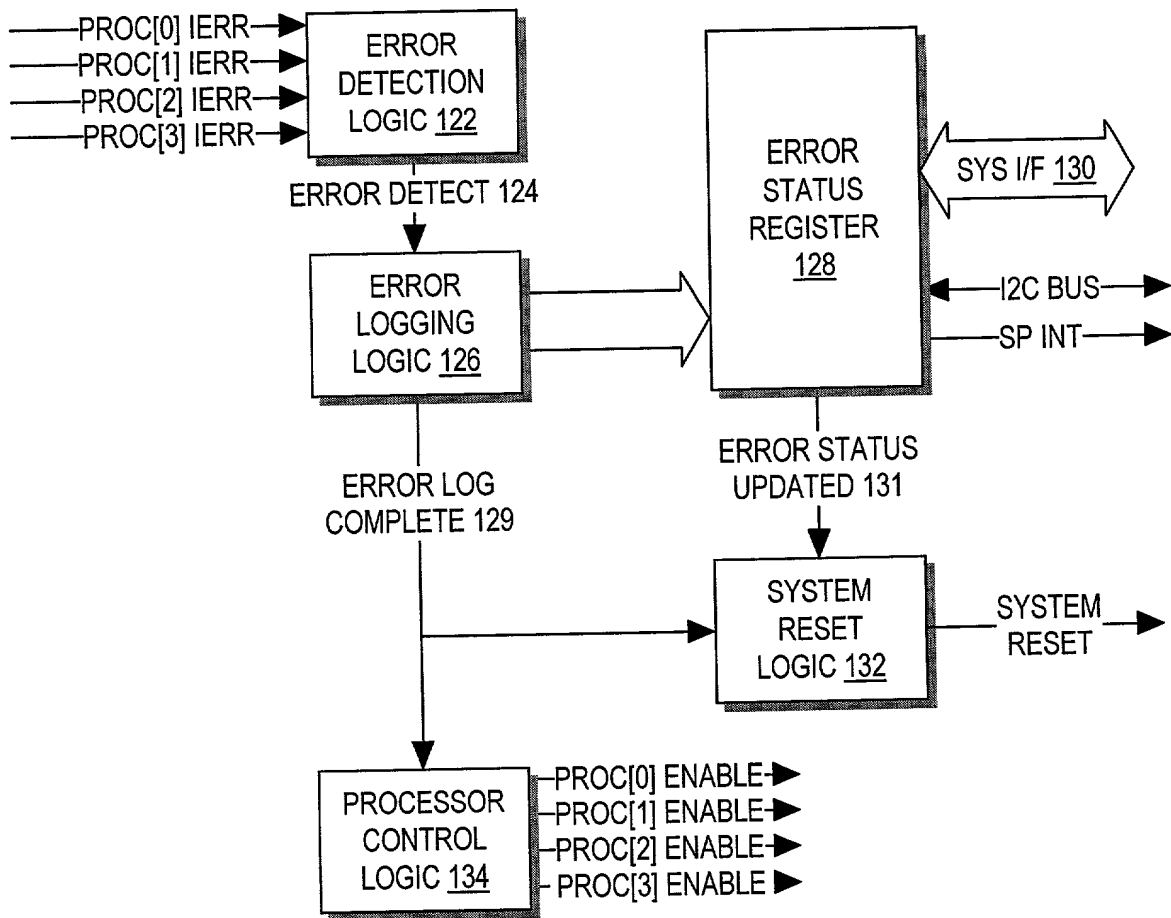 PROC[0] IERR
PROC[1] IERR
PROC[2] IERR
PROC[3] IERR
ERROR
DETECTION
LOGIC 122
ERROR DETECT 124
ERROR
LOGGING
LOGIC 126
ERROR
STATUS
REGISTER
128
SYS I/F 130
I2C BUS
SP INT
ERROR LOG
COMPLETE 129
ERROR STATUS
UPDATED 131
SYSTEM
RESET
LOGIC 132
SYSTEM
RESET
PROCESSOR
CONTROL
LOGIC 134
PROC[0] ENABLE
PROC[1] ENABLE
PROC[2] ENABLE
PROC[3] ENABLE